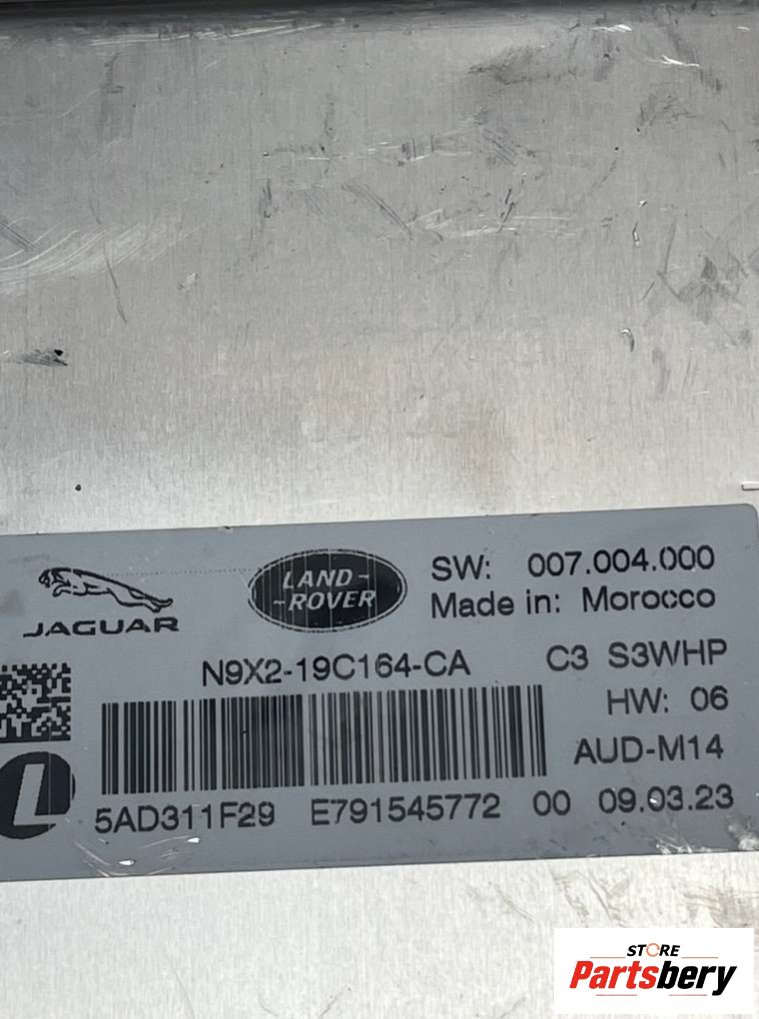 JAGUAR
LAND-
-ROVER
SW: 007.004.000
Made in: Morocco
N9X2-19C164-CA
C3 S3WHP
HW: 06
AUD-M14
L
5AD311F29 E791545772 00 09.03.23
STORE
Partsbery